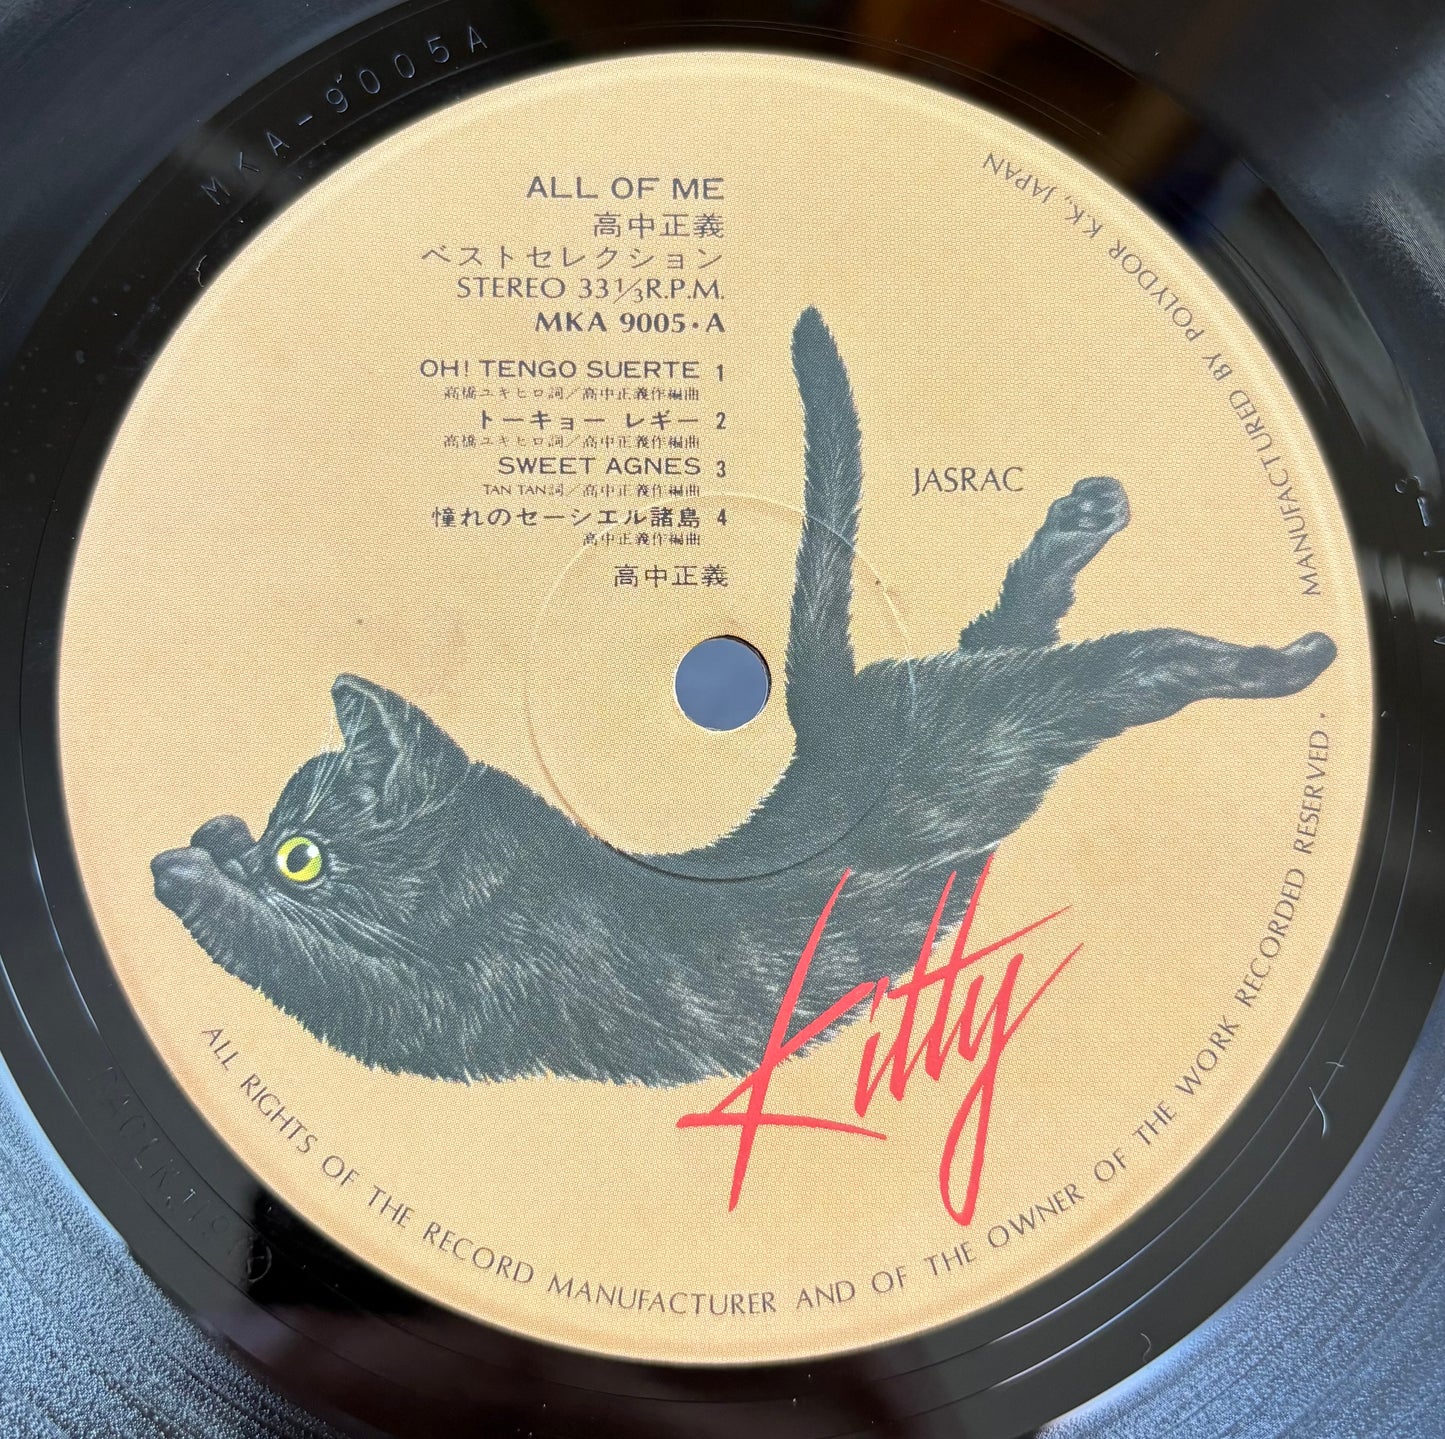 MKA-9005A
ALL OF ME
高中正義
ベストセレクション
STEREO 33 1/3 R.P.M.
MKA 9005・A
OH! TENGO SUERTE 1
高橋ユキヒロ詞／高中正義作編曲
トーキョー レギー 2
高橋ユキヒロ詞／高中正義作編曲
SWEET AGNES 3
TAN TAN詞／高中正義作編曲
憧れのセーシェル諸島 4
高中正義作編曲
高中正義
JASRAC
Kitty
MANUFACTURED BY POLYDOR K.K., JAPAN
ALL RIGHTS OF THE RECORD MANUFACTURER AND OF THE OWNER OF THE WORK RECORDED RESERVED.